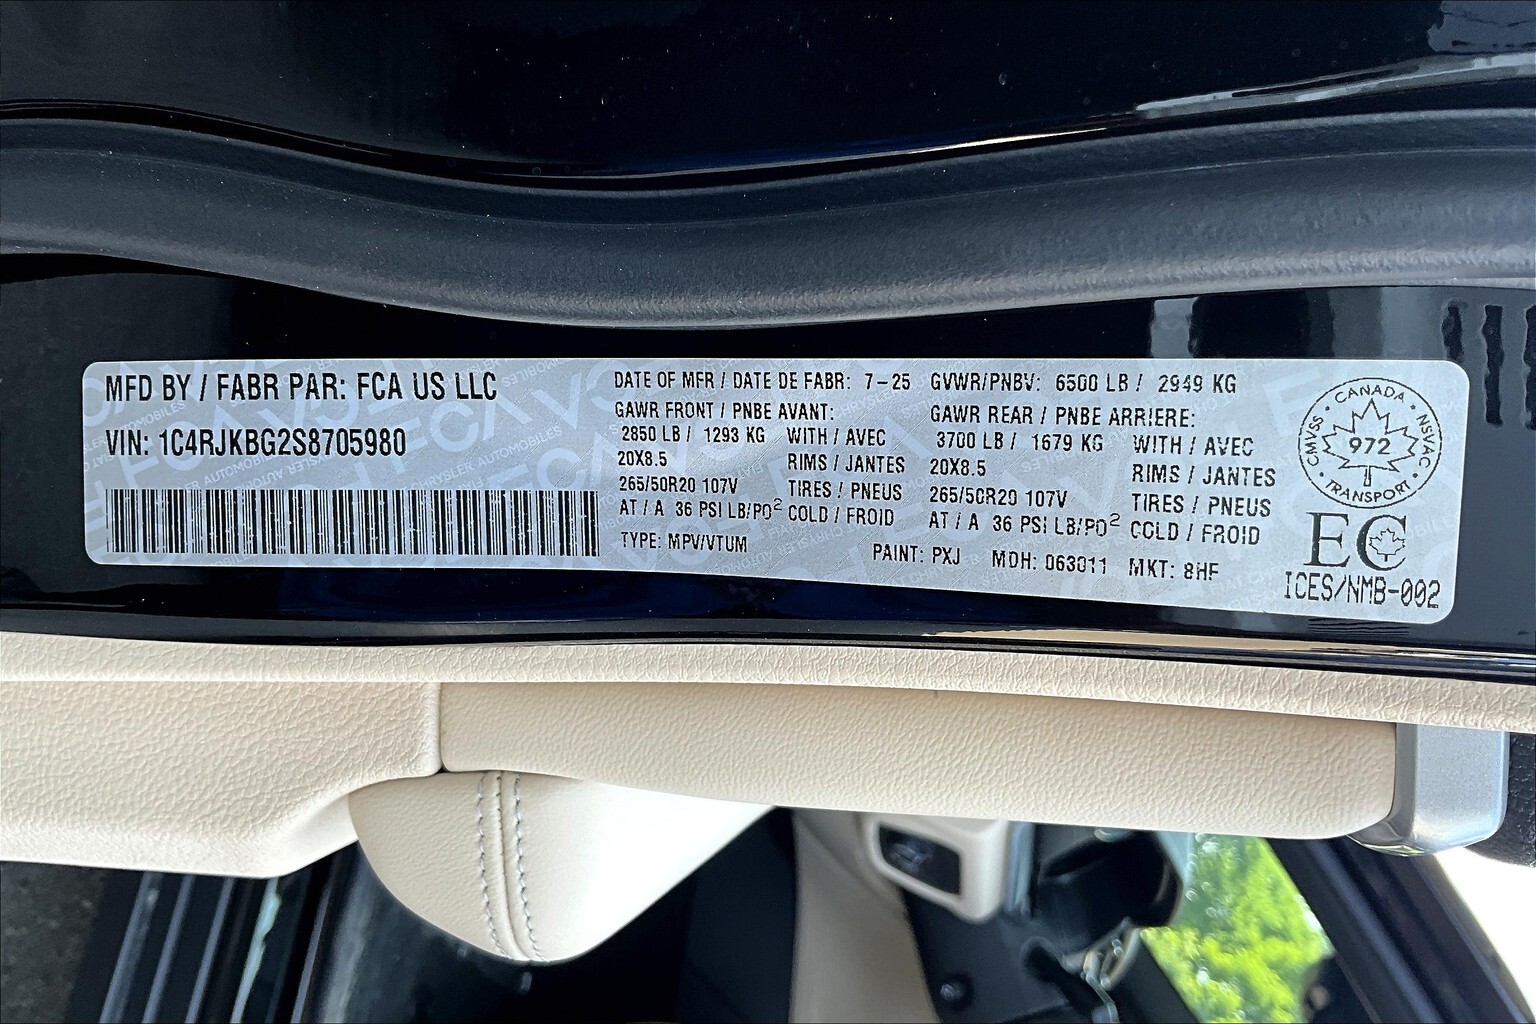 MFD BY / FABR PAR: FCA US LLC
VIN: 1C4RJKBG2S8705980
DATE OF MFR / DATE DE FABR: 7-25
GAWR FRONT / PNBE AVANT:
2850 LB / 1293 KG WITH / AVEC
20X8.5 RIMS / JANTES
265/50R20 107V TIRES / PNEUS
AT / A 36 PSI LB/PO² COLD / FROID
TYPE: MPV/VTUM
GVWR/PNBV: 6500 LB / 2949 KG
GAWR REAR / PNBE ARRIERE:
3700 LB / 1679 KG WITH / AVEC
20X8.5 RIMS / JANTES
265/50R20 107V TIRES / PNEUS
AT / A 36 PSI LB/PO² COLD / FROID
PAINT: PXJ MDH: 063011 MKT: 8HF
CANADA
CMVSS • NSVAC
972
TRANSPORT
EC
ICES/NMB-002